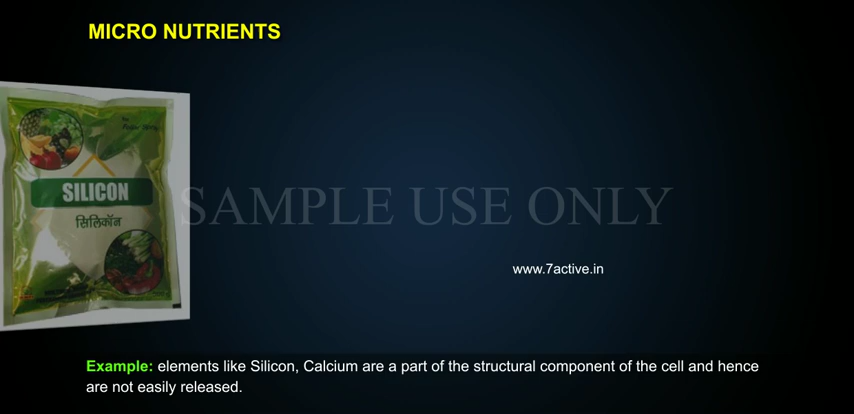 MICRO NUTRIENTS
SILICON
सिलिकॉन
SAMPLE USE ONLY
www.7active.in
Example: elements like Silicon, Calcium are a part of the structural component of the cell and hence
are not easily released.